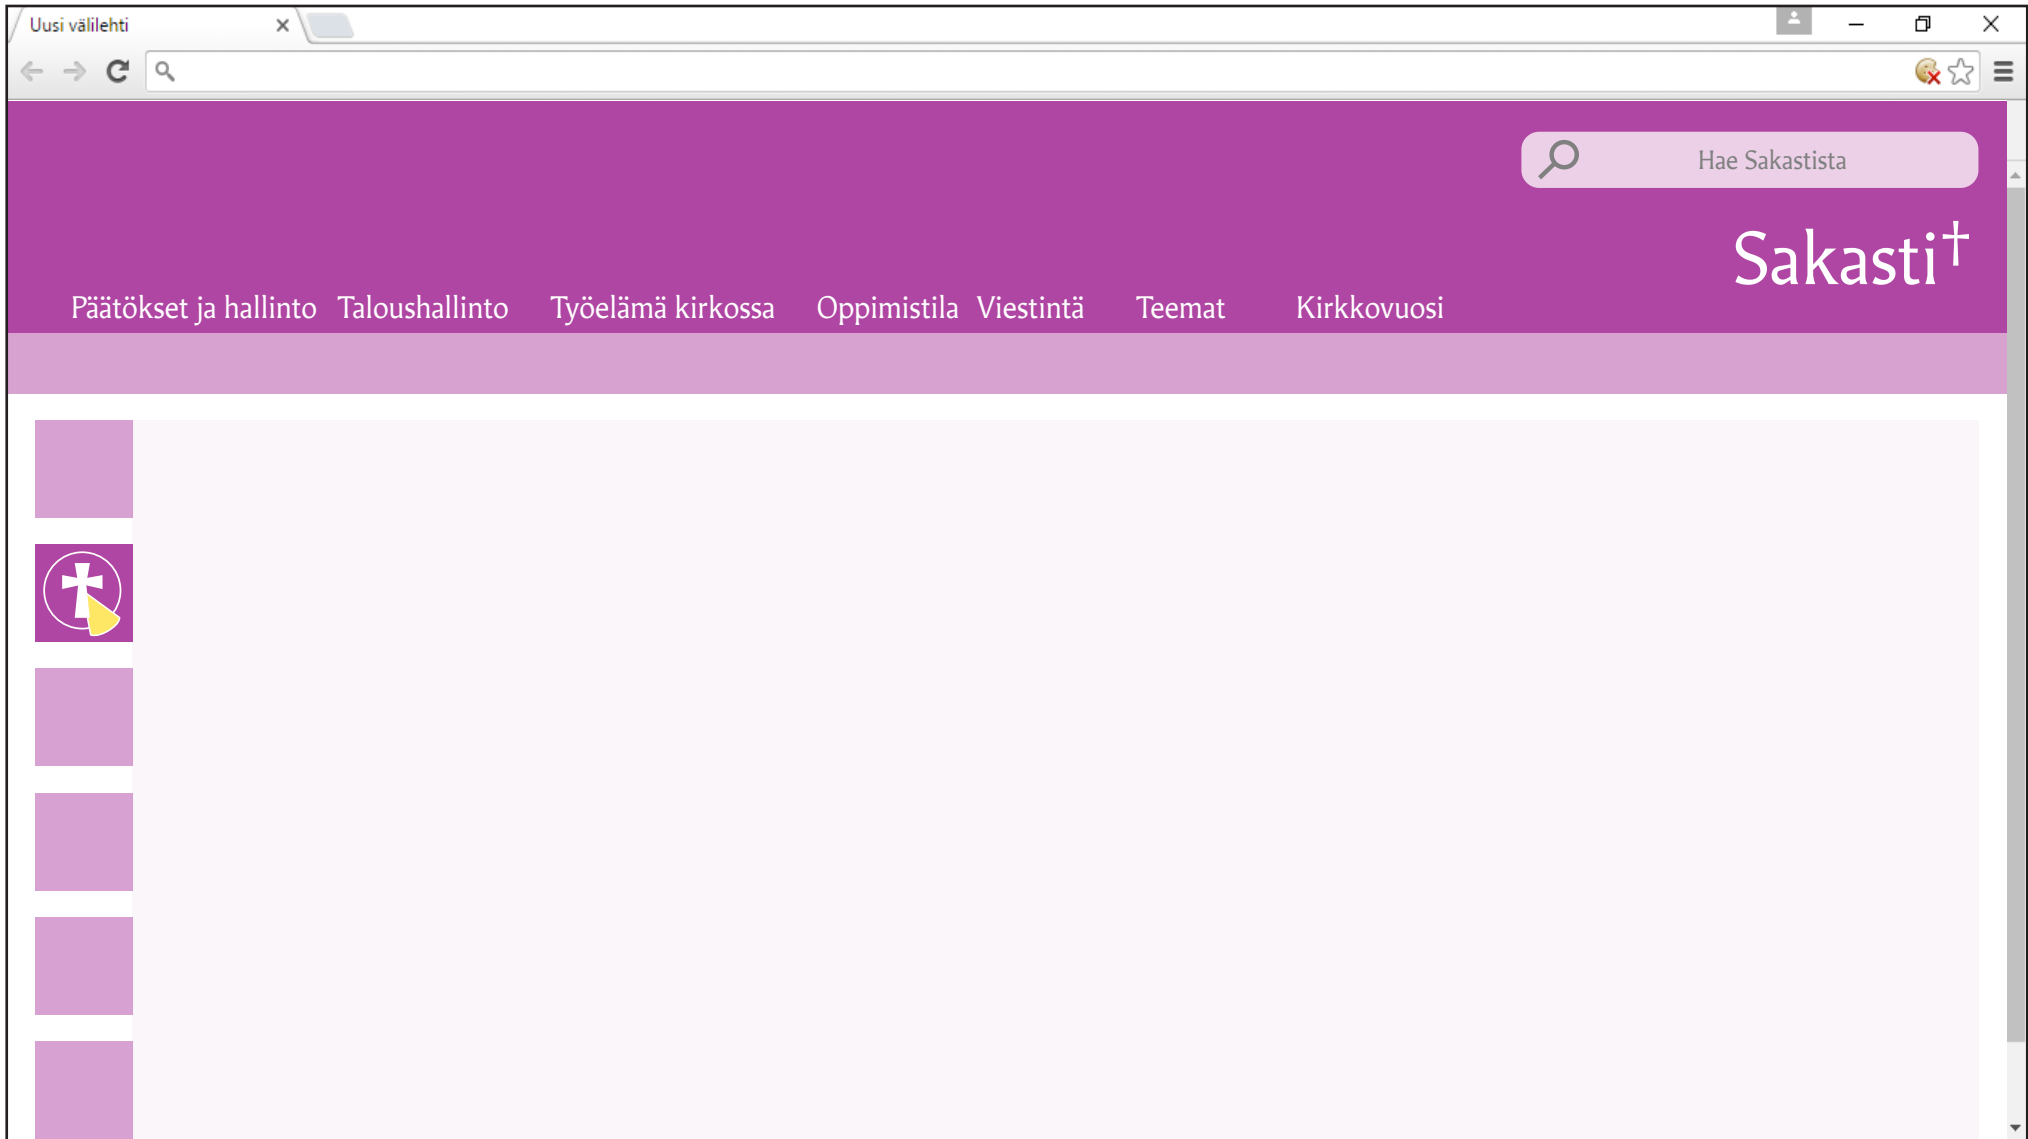 Uusi välilehti
Hae Sakastista
Sakasti†
Päätökset ja hallinto Taloushallinto Työelämä kirkossa Oppimistila Viestintä Teemat Kirkkovuosi